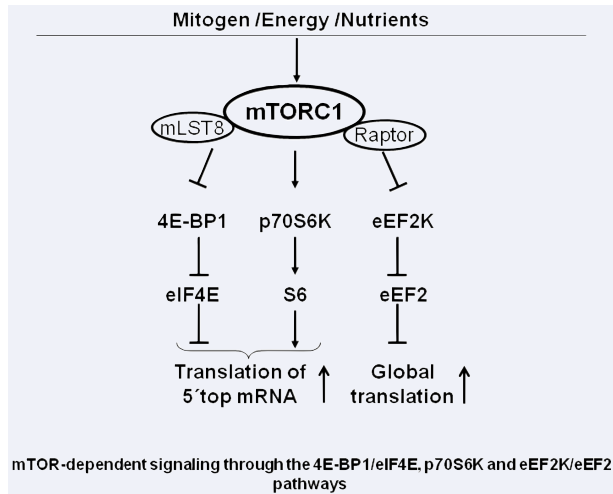 Mitogen /Energy /Nutrients
mTORC1
mLST8
Raptor
4E-BP1 p70S6K eEF2K
eIF4E S6 eEF2
Translation of
5´top mRNA
Global
translation
mTOR-dependent signaling through the 4E-BP1/eIF4E, p70S6K and eEF2K/eEF2
pathways